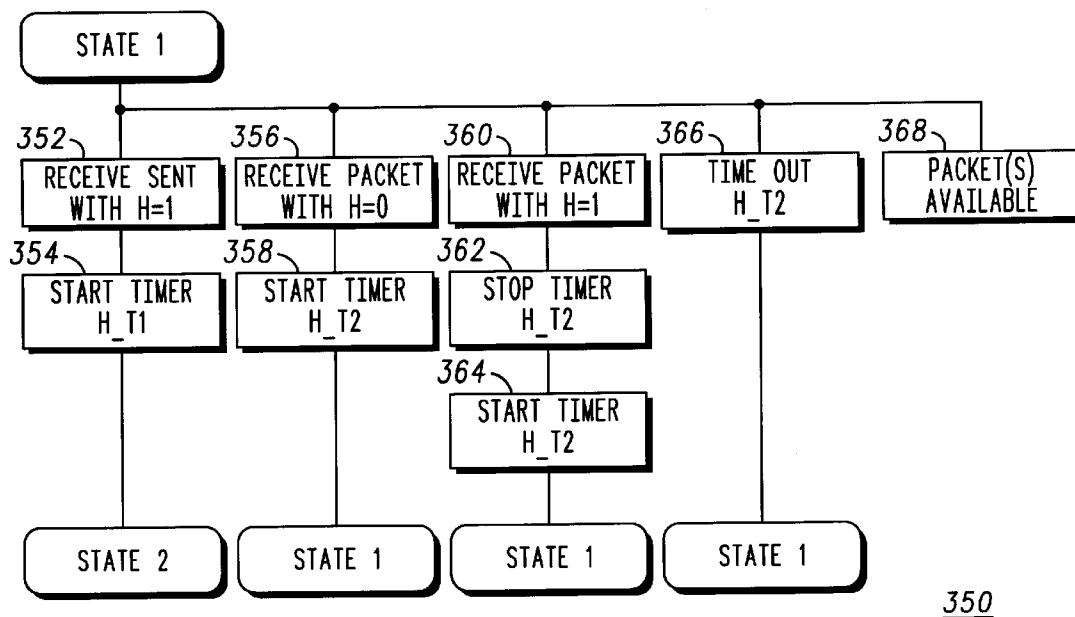 STATE 1
352
RECEIVE SENT
WITH H=1
356
RECEIVE PACKET
WITH H=0
360
RECEIVE PACKET
WITH H=1
366
TIME OUT
H_T2
368
PACKET(S)
AVAILABLE
354
START TIMER
H_T1
358
START TIMER
H_T2
362
STOP TIMER
H_T2
364
START TIMER
H_T2
STATE 2
STATE 1
STATE 1
STATE 1
350